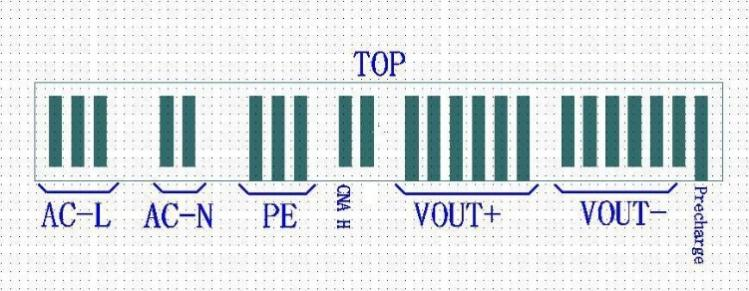 TOP
AC-L
AC-N
PE
CNA H
VOUT+
VOUT-
Precharge